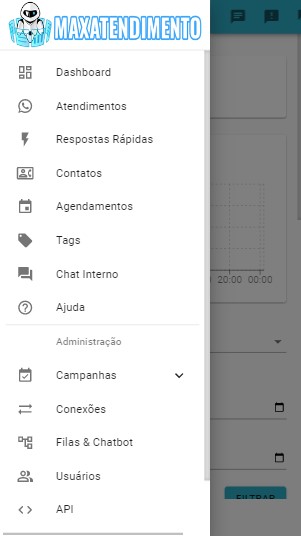 MAXATENDIMENTO
Dashboard
Atendimentos
Respostas Rápidas
Contatos
Agendamentos
Tags
Chat Interno
Ajuda
Administração
Campanhas
Conexões
Filas & Chatbot
Usuários
API
20:00 00:00
FILTRAR